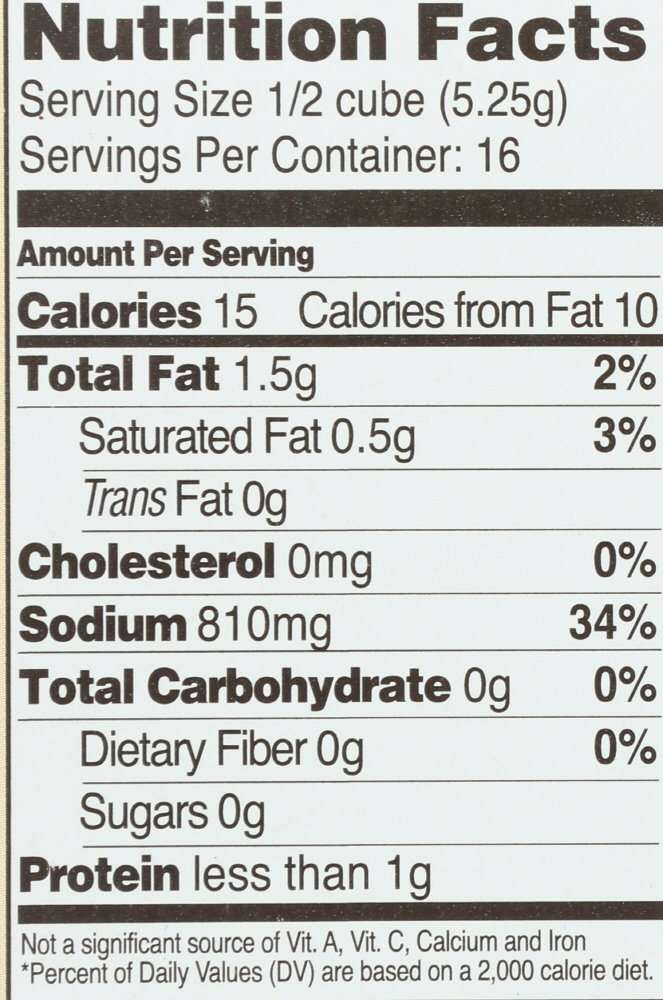 Nutrition Facts
Serving Size 1/2 cube (5.25g)
Servings Per Container: 16
Amount Per Serving
Calories 15 Calories from Fat 10
Total Fat 1.5g 2%
Saturated Fat 0.5g 3%
Trans Fat 0g
Cholesterol 0mg 0%
Sodium 810mg 34%
Total Carbohydrate 0g 0%
Dietary Fiber 0g 0%
Sugars 0g
Protein less than 1g
Not a significant source of Vit. A, Vit. C, Calcium and Iron
*Percent of Daily Values (DV) are based on a 2,000 calorie diet.